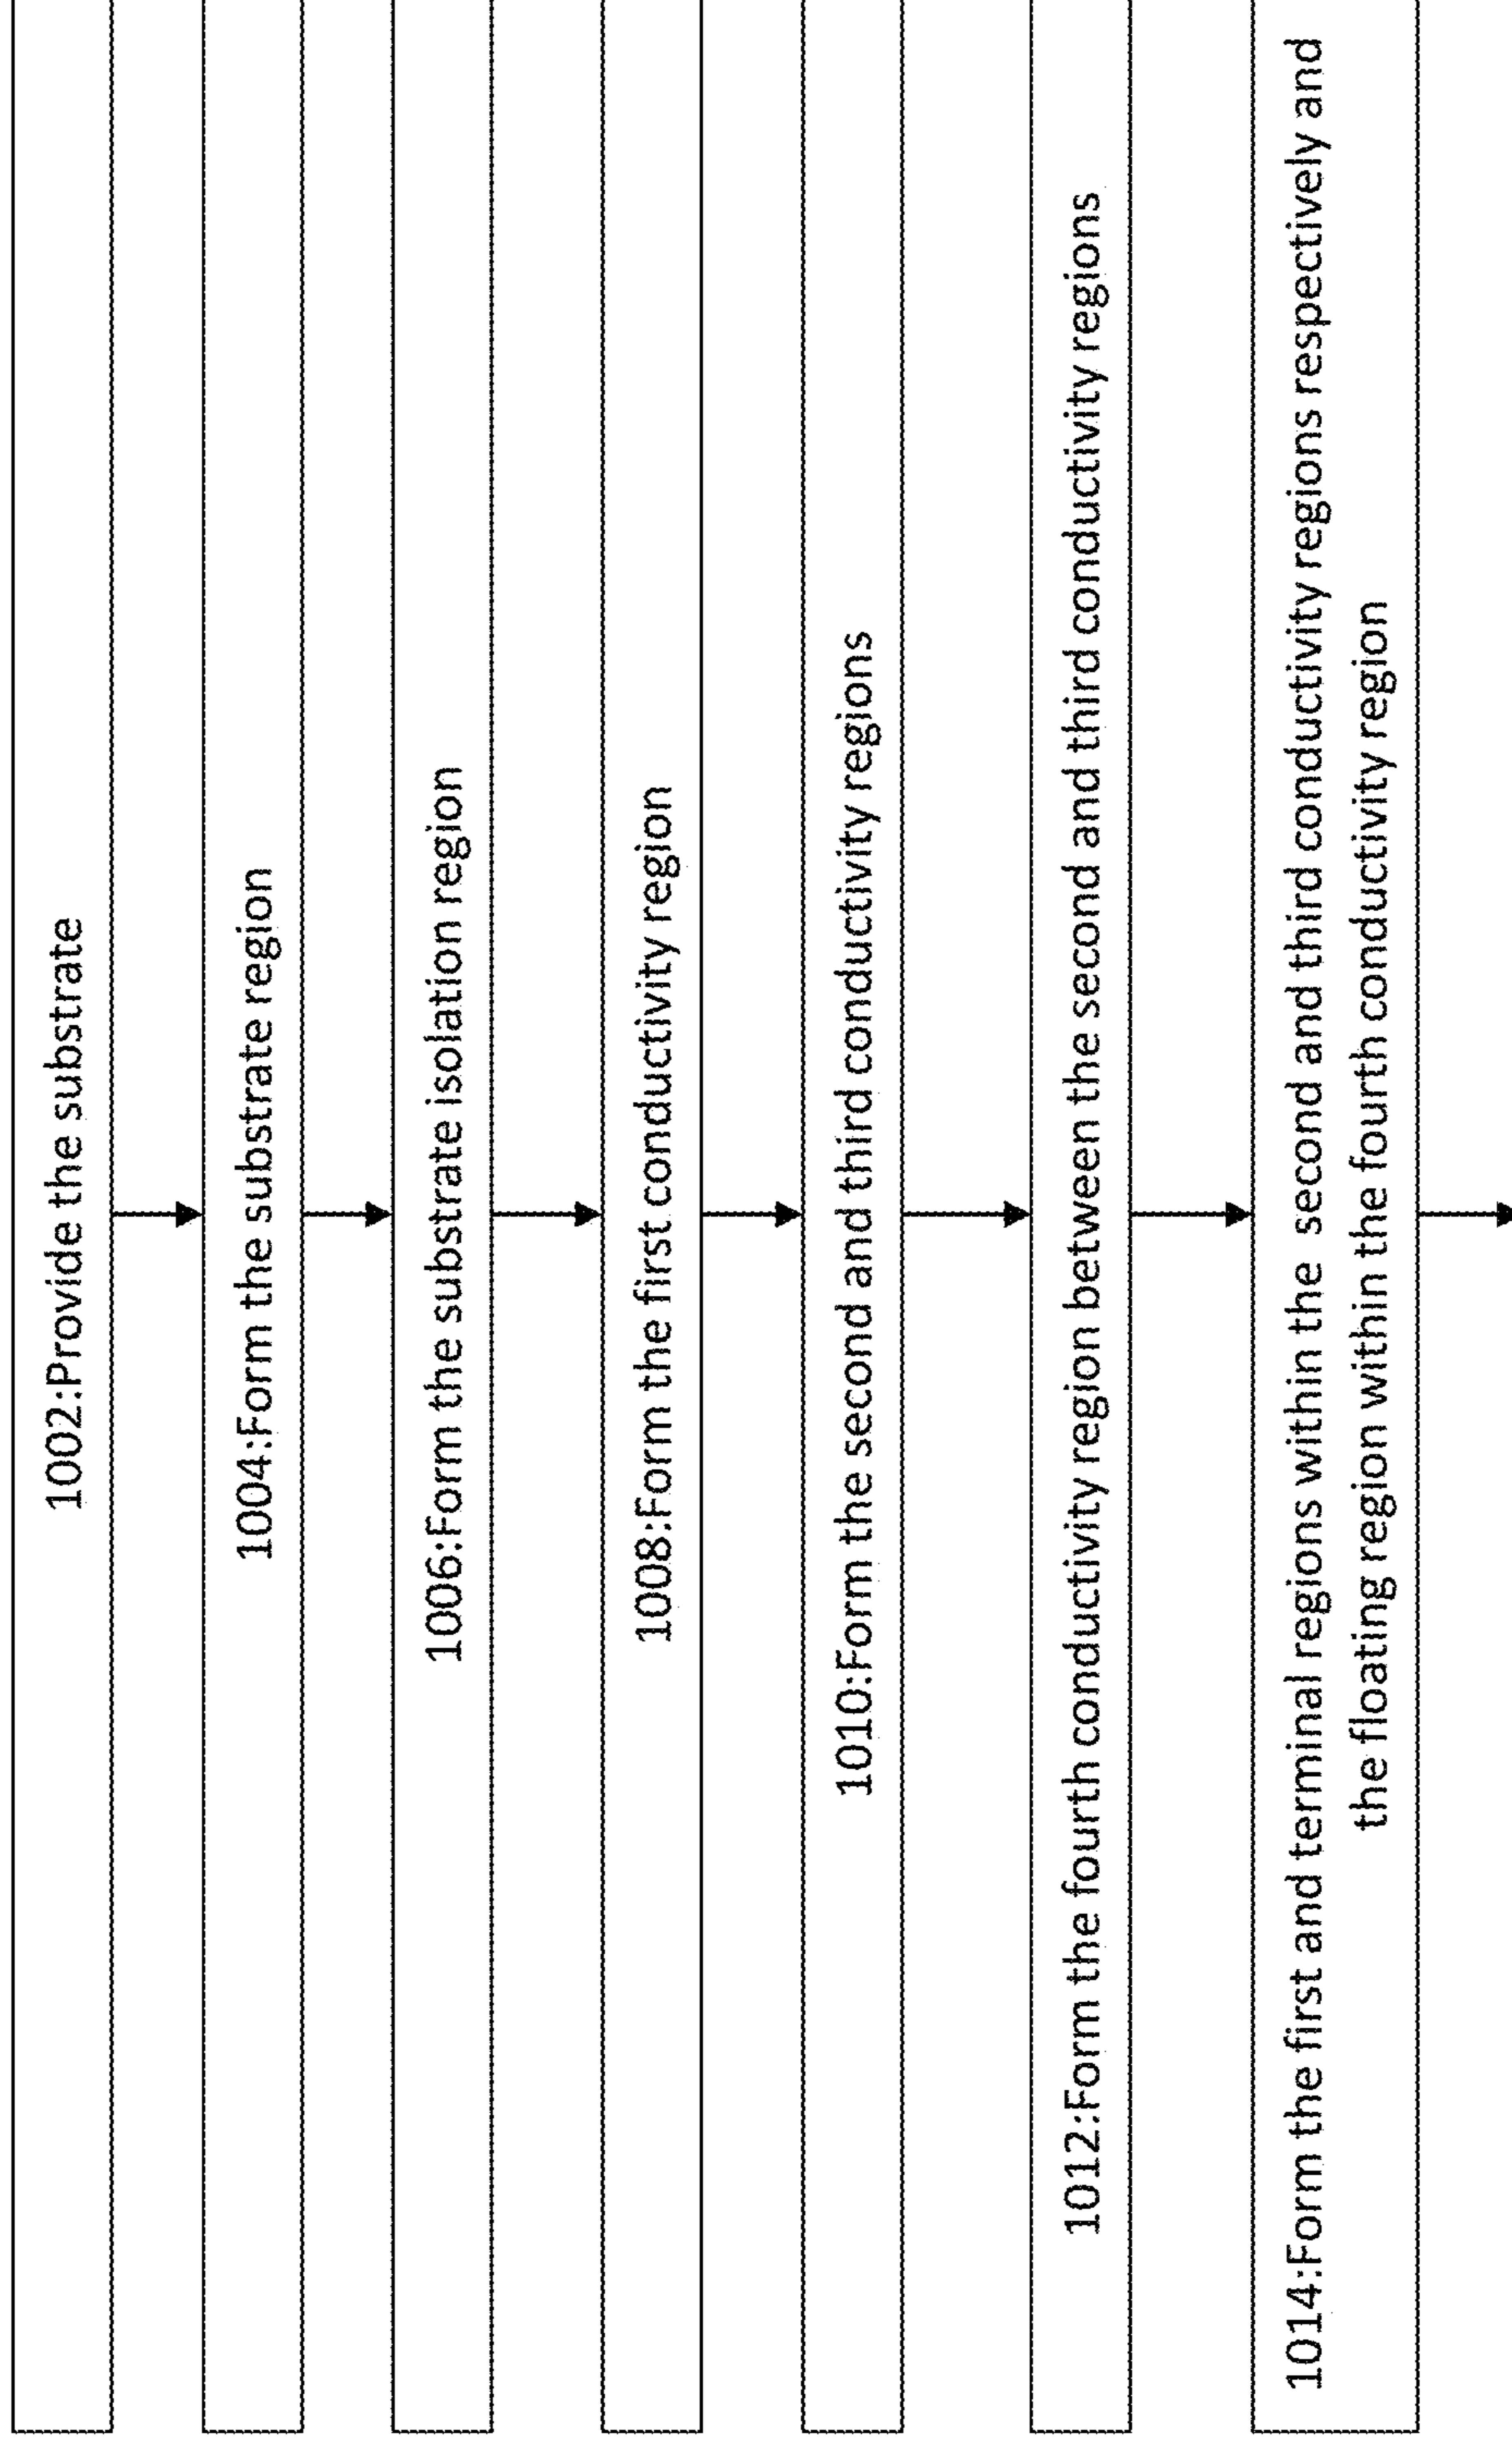 1002:Provide the substrate
1004:Form the substrate region
1006:Form the substrate isolation region
1008:Form the first conductivity region
1010:Form the second and third conductivity regions
1012:Form the fourth conductivity region between the second and third conductivity regions
1014:Form the first and terminal regions within the second and third conductivity regions respectively and
the floating region within the fourth conductivity region